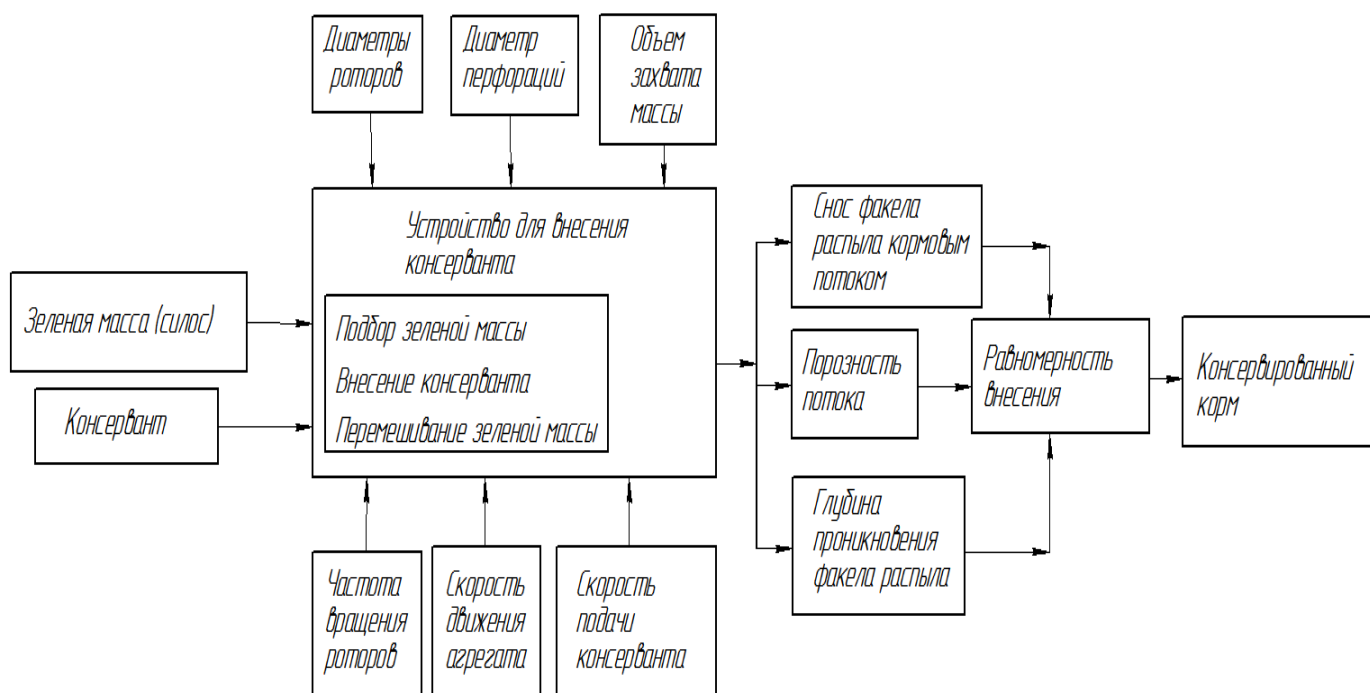 Диаметры
роторов
Диаметр
перфораций
Объем
захвата
массы
Устройство для внесения
консерванта
Зеленая масса (силос)
Консервант
Подбор зеленой массы
Внесение консерванта
Перемешивание зеленой массы
Снос факела
распыла кормовым
потоком
Порозность
потока
Глубина
проникновения
факела распыла
Равномерность
внесения
Консервированный
корм
Частота
вращения
роторов
Скорость
движения
агрегата
Скорость
подачи
консерванта